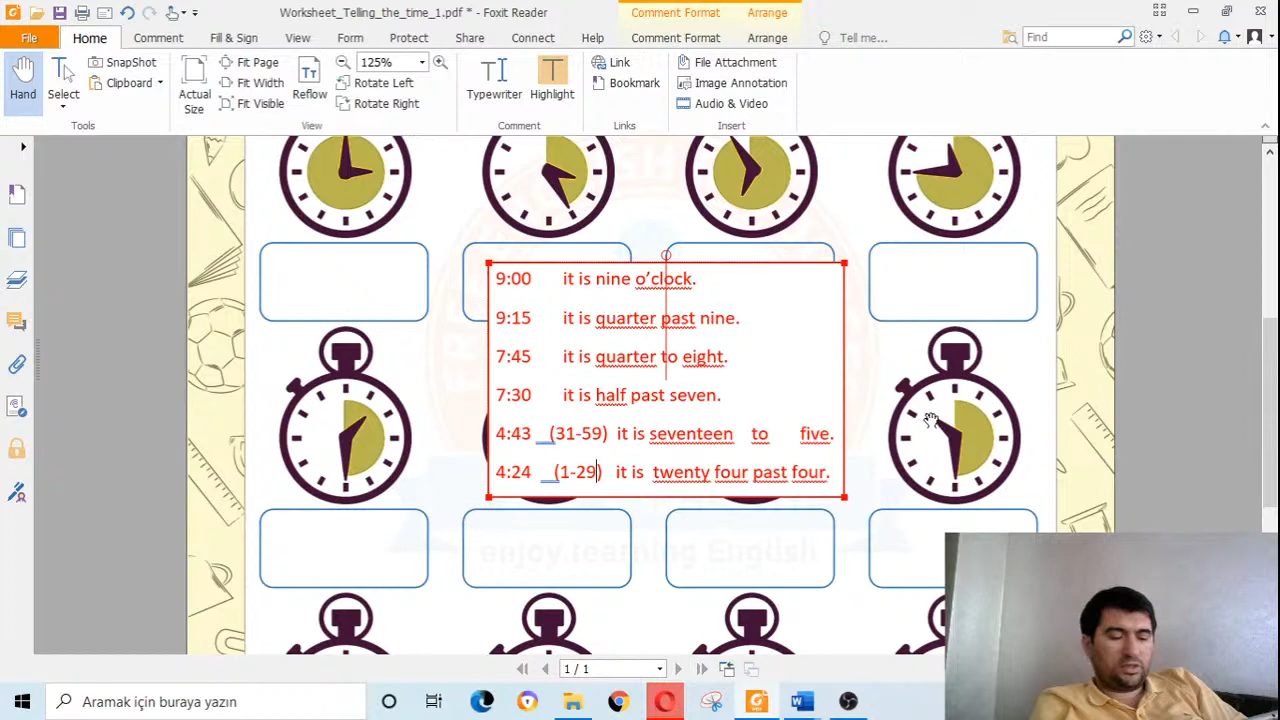 Worksheet_Telling_the_time_1.pdf * - Foxit Reader
Comment Format
Arrange
File
Home
Comment
Fill & Sign
View
Form
Protect
Share
Connect
Help
Comment Format
Arrange
Tell me...
Find
Hand
Select
SnapShot
Clipboard
Actual Size
Fit Page
Fit Width
Fit Visible
Reflow
125%
Rotate Left
Rotate Right
Typewriter
Highlight
Link
Bookmark
File Attachment
Image Annotation
Audio & Video
Tools
View
Comment
Links
Insert
9:00 it is nine o’clock.
9:15 it is quarter past nine.
7:45 it is quarter to eight.
7:30 it is half past seven.
4:43 (31-59) it is seventeen to five.
4:24 (1-29) it is twenty four past four.
enjoy learning English
1 / 1
Aramak için buraya yazın